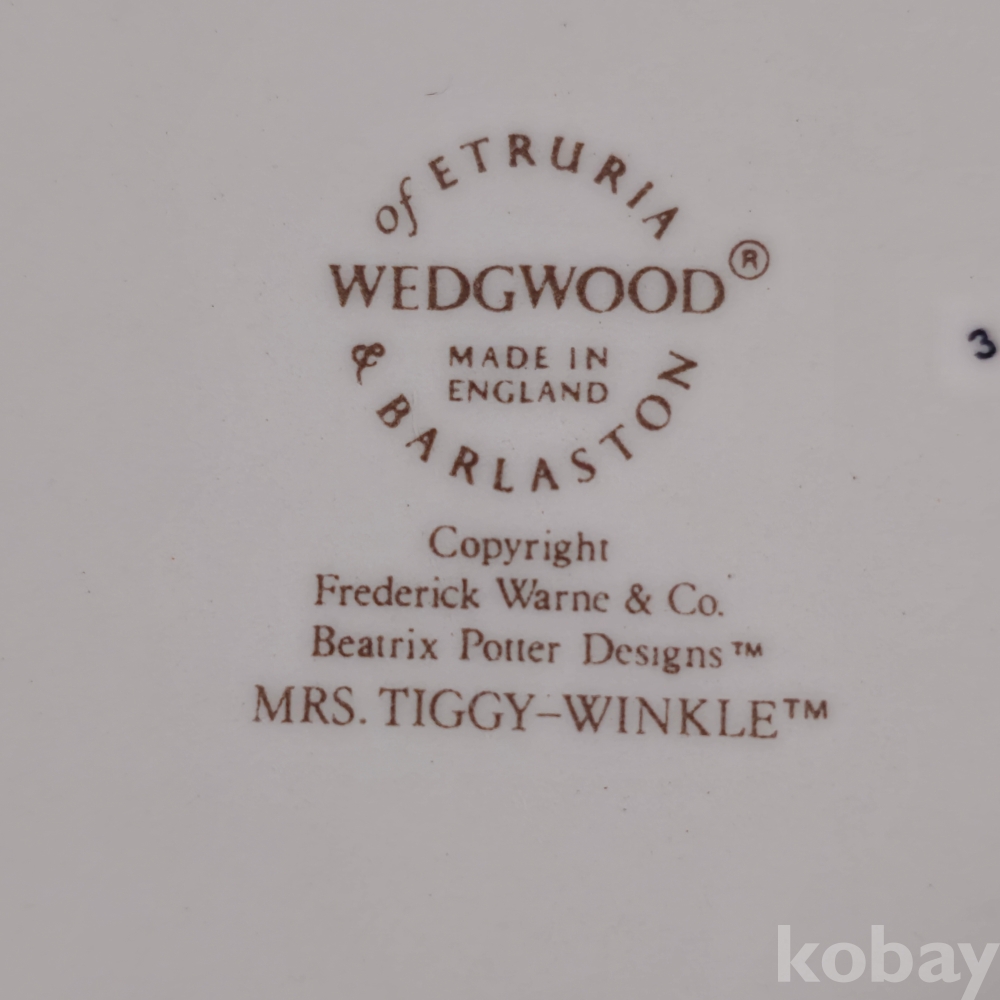 of ETRURIA
WEDGWOOD®
MADE IN
ENGLAND
& BARLASTON
3
Copyright
Frederick Warne & Co.
Beatrix Potter Designs™
MRS. TIGGY-WINKLE™
kobay